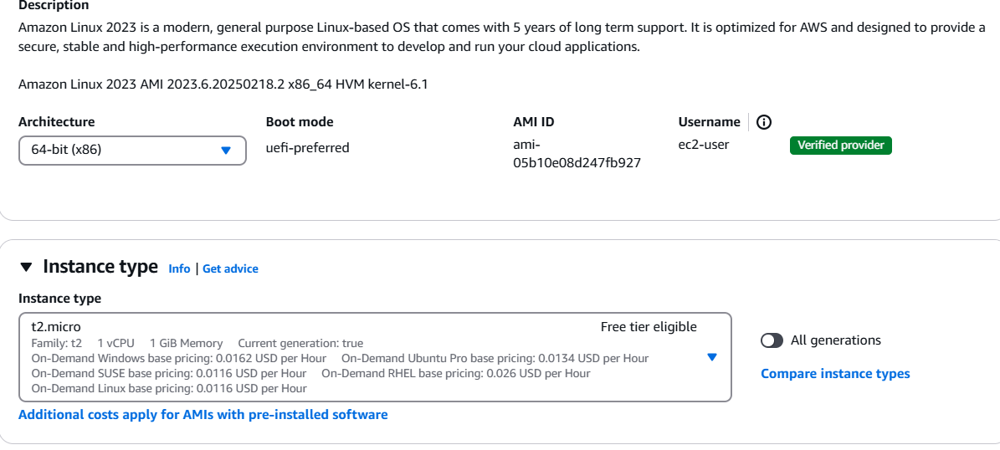 Description
Amazon Linux 2023 is a modern, general purpose Linux-based OS that comes with 5 years of long term support. It is optimized for AWS and designed to provide a
secure, stable and high-performance execution environment to develop and run your cloud applications.
Amazon Linux 2023 AMI 2023.6.20250218.2 x86_64 HVM kernel-6.1
Architecture
64-bit (x86)
Boot mode
uefi-preferred
AMI ID
ami-
05b10e08d247fb927
Username
ec2-user
Verified provider
Instance type Info | Get advice
Instance type
t2.micro Free tier eligible
Family: t2 1 vCPU 1 GiB Memory Current generation: true
On-Demand Windows base pricing: 0.0162 USD per Hour On-Demand Ubuntu Pro base pricing: 0.0134 USD per Hour
On-Demand SUSE base pricing: 0.0116 USD per Hour On-Demand RHEL base pricing: 0.026 USD per Hour
On-Demand Linux base pricing: 0.0116 USD per Hour
All generations
Compare instance types
Additional costs apply for AMIs with pre-installed software